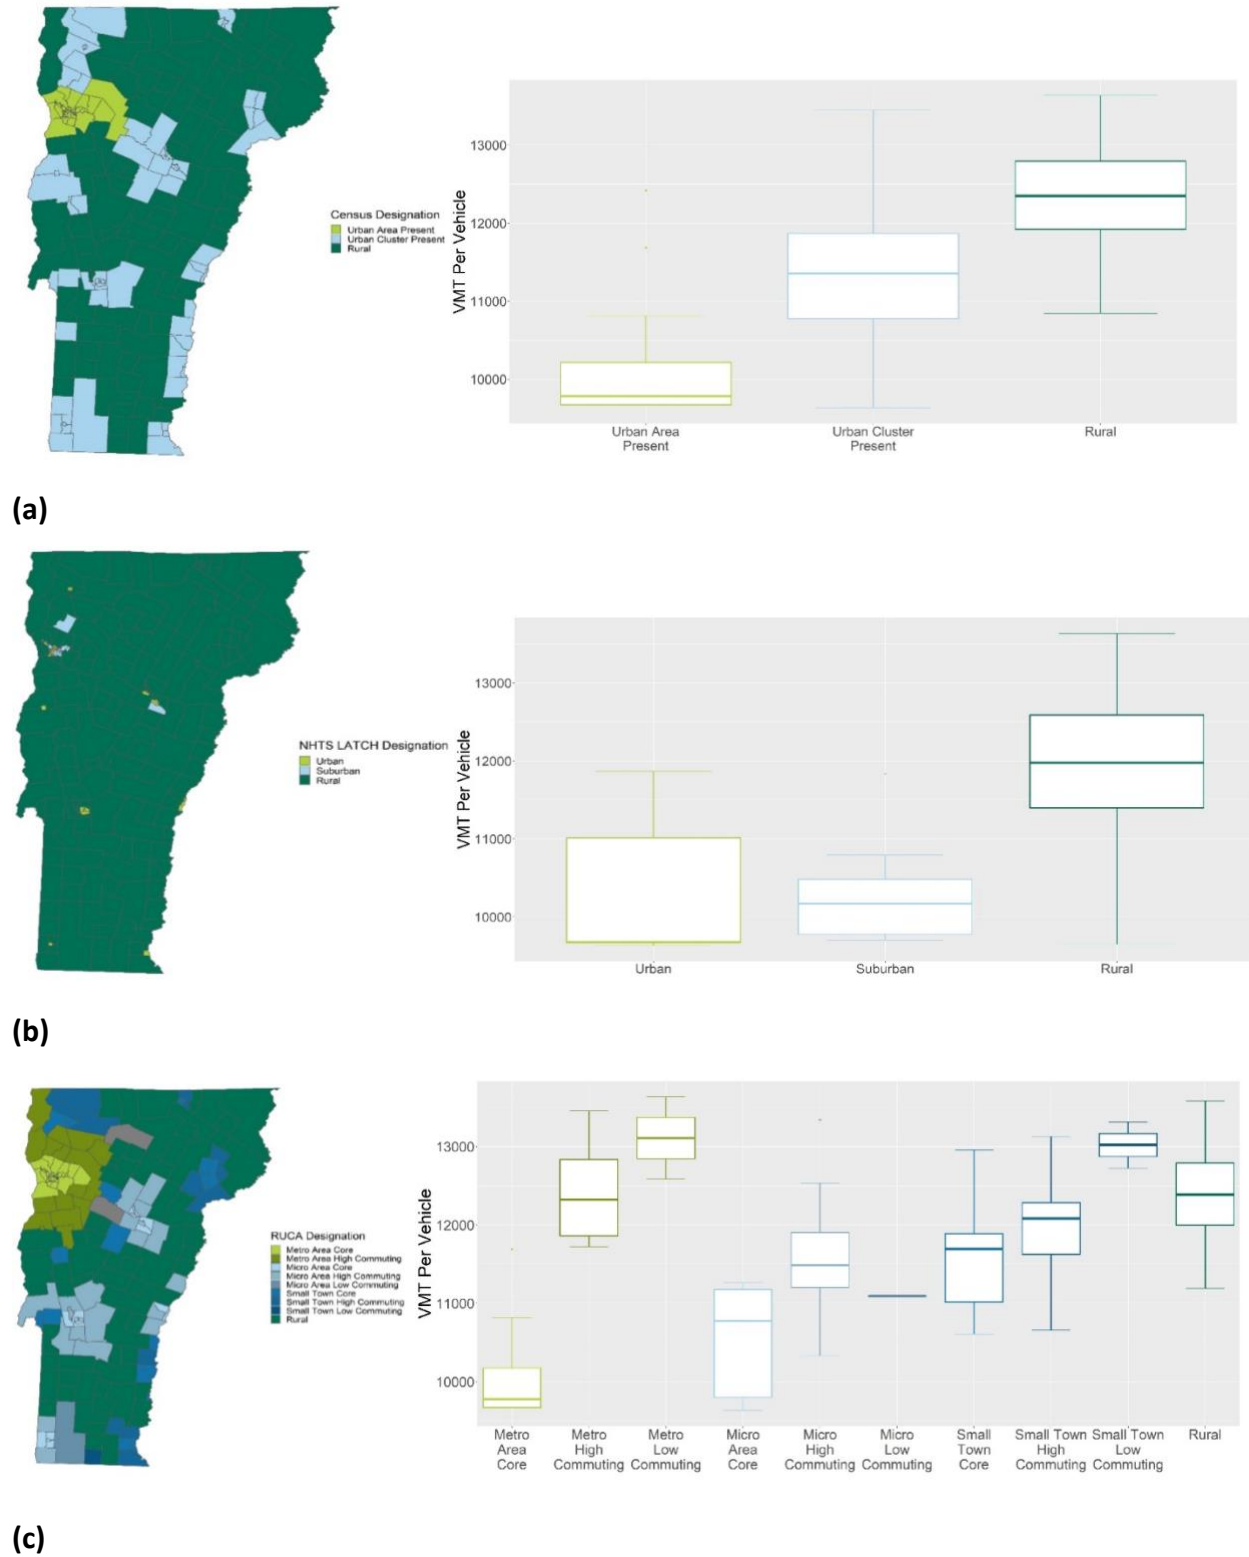 Census Designation
Urban Area Present
Urban Cluster Present
Rural
VMT Per Vehicle
13000
12000
11000
10000
Urban Area
Present
Urban Cluster
Present
Rural
(a)
NHTS LATCH Designation
Urban
Suburban
Rural
VMT Per Vehicle
13000
12000
11000
10000
Urban
Suburban
Rural
(b)
RUCA Designation
Metro Area Core
Metro Area High Commuting
Micro Area Core
Micro Area High Commuting
Micro Area Low Commuting
Small Town Core
Small Town High Commuting
Small Town Low Commuting
Rural
VMT Per Vehicle
13000
12000
11000
10000
Metro
Area
Core
Metro
High
Commuting
Metro
Low
Commuting
Micro
Area
Core
Micro
High
Commuting
Micro
Low
Commuting
Small
Town
Core
Small Town
High
Commuting
Small Town
Low
Commuting
Rural
(c)